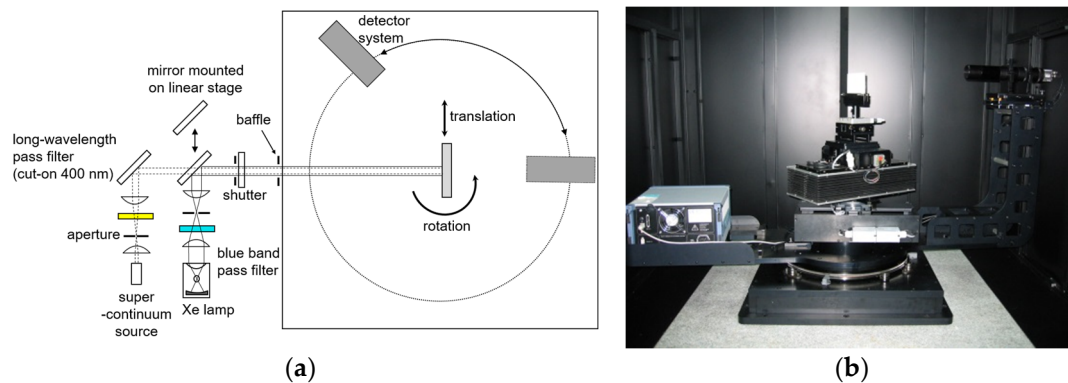 detector
system
mirror mounted
on linear stage
baffle
translation
long-wavelength
pass filter
(cut-on 400 nm)
shutter
rotation
aperture
blue band
pass filter
super
-continuum
source
Xe lamp
(a)
(b)